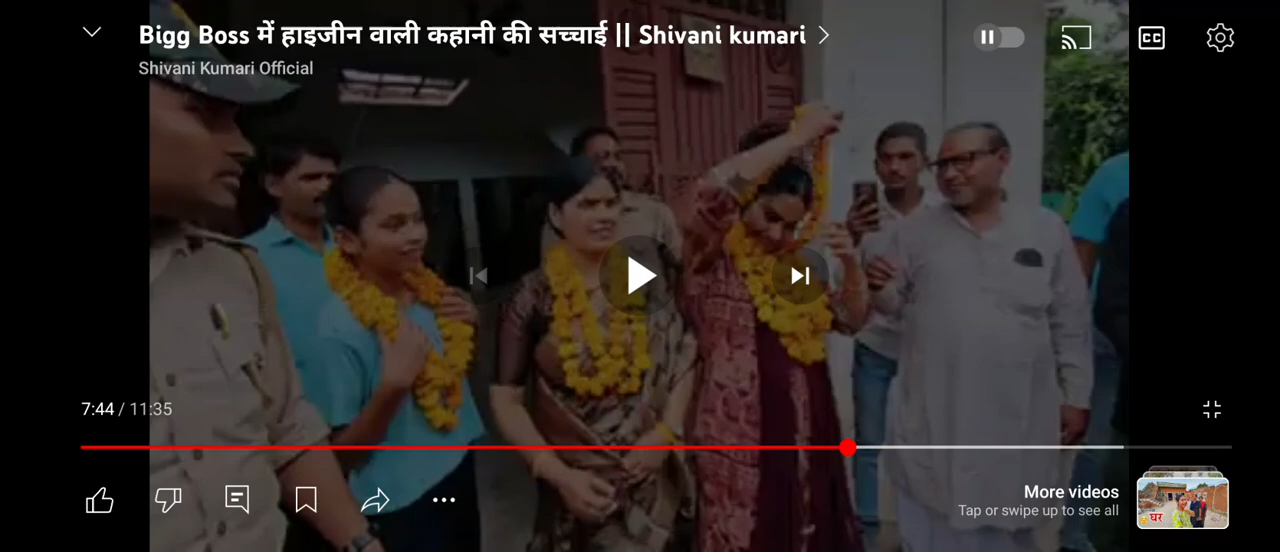 Bigg Boss में हाइजीन वाली कहानी की सच्चाई || Shivani kumari
Shivani Kumari Official
CC
7:44 / 11:35
More videos
Tap or swipe up to see all
घर